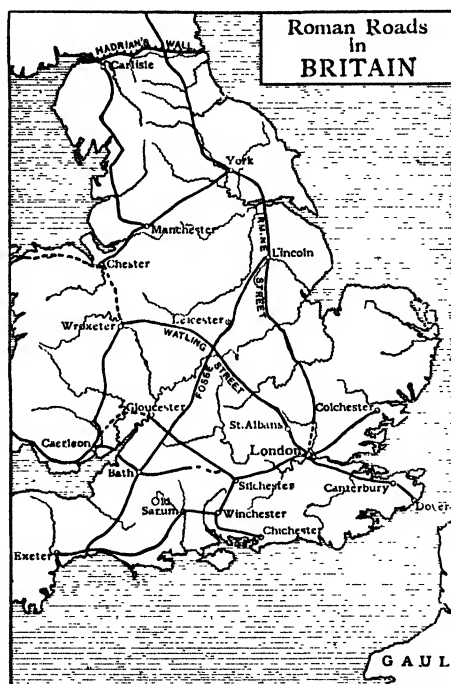 Roman Roads
in
BRITAIN
HADRIAN'S WALL
Carlisle
York
Manchester
ERMINE STREET
Lincoln
Chester
Leicester
Wroxeter
WATLING STREET
FOSSE
Gloucester
Colchester
St. Albans
Caerleon
London
Bath
Silchester
Canterbury
Old
Sarum
Winchester
Dover
Chichester
Exeter
GAUL